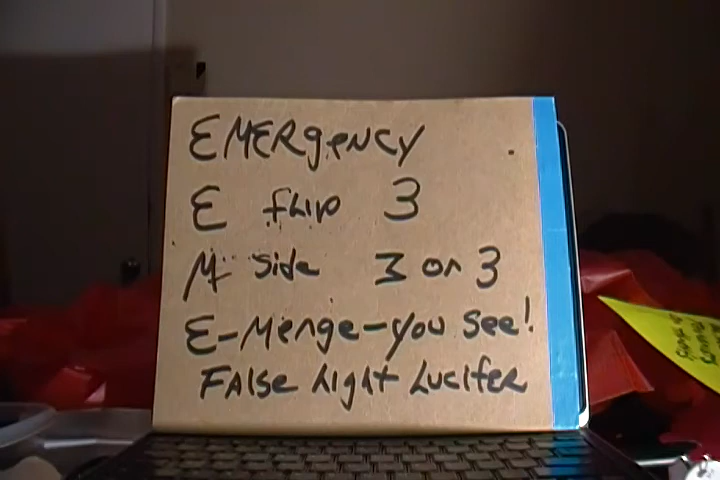 EMERgeNCY
E flip 3
M side 3 or 3
E-Merge-you see!
FAlse light Lucifer